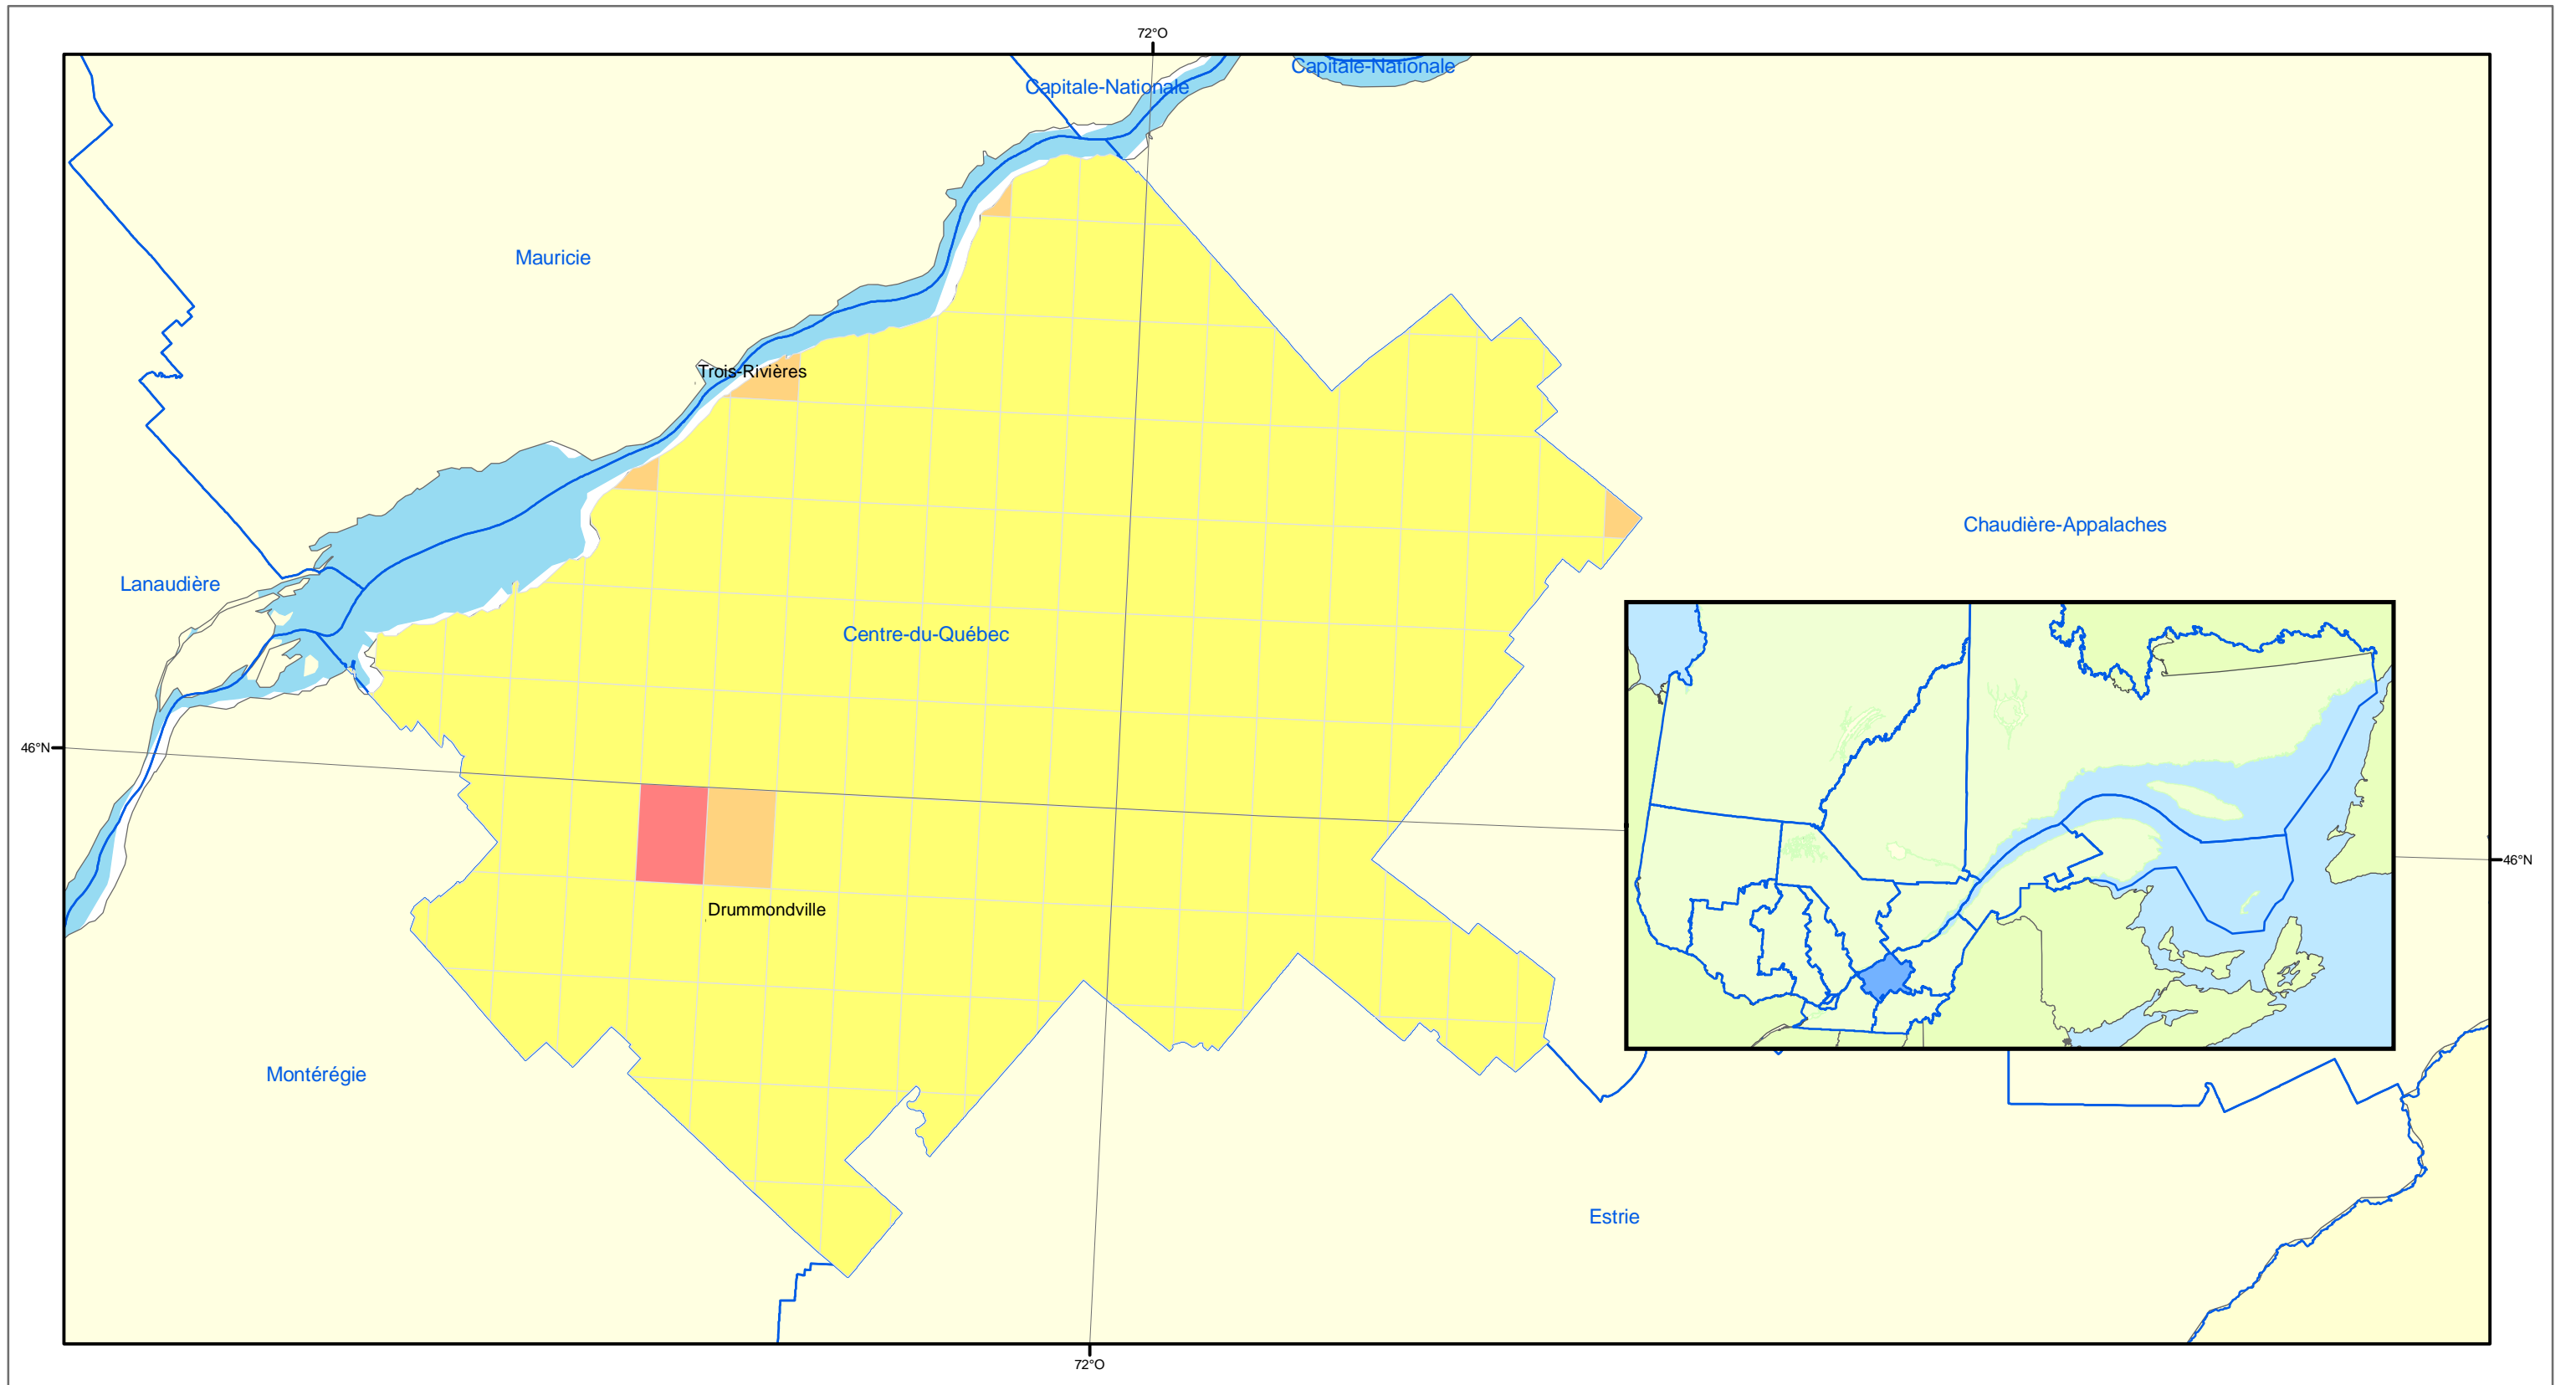 72°O
Capitale-Nationale
Capitale-Nationale
Mauricie
Trois-Rivières
Chaudière-Appalaches
Lanaudière
Centre-du-Québec
46°N
46°N
Drummondville
Montérégie
Estrie
72°O